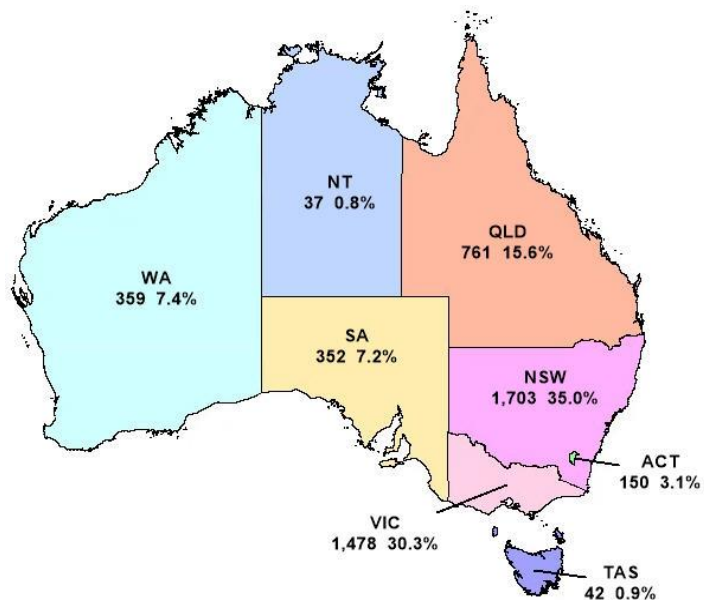 NT
37 0.8%
QLD
761 15.6%
WA
359 7.4%
SA
352 7.2%
NSW
1,703 35.0%
ACT
150 3.1%
VIC
1,478 30.3%
TAS
42 0.9%